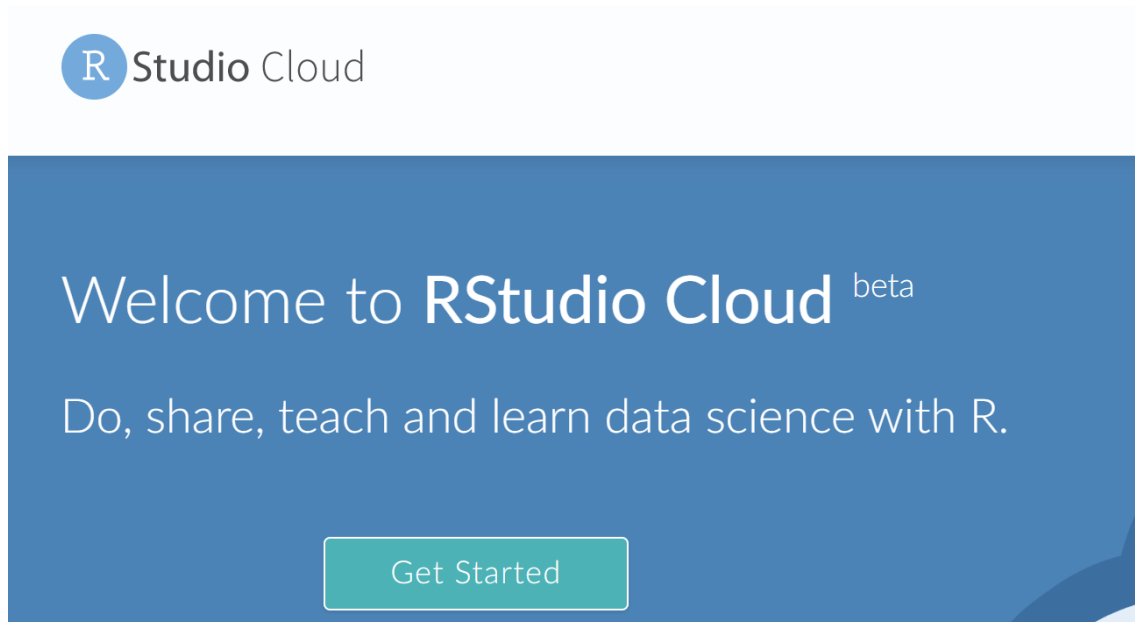 R Studio Cloud
Welcome to RStudio Cloud beta
Do, share, teach and learn data science with R.
Get Started